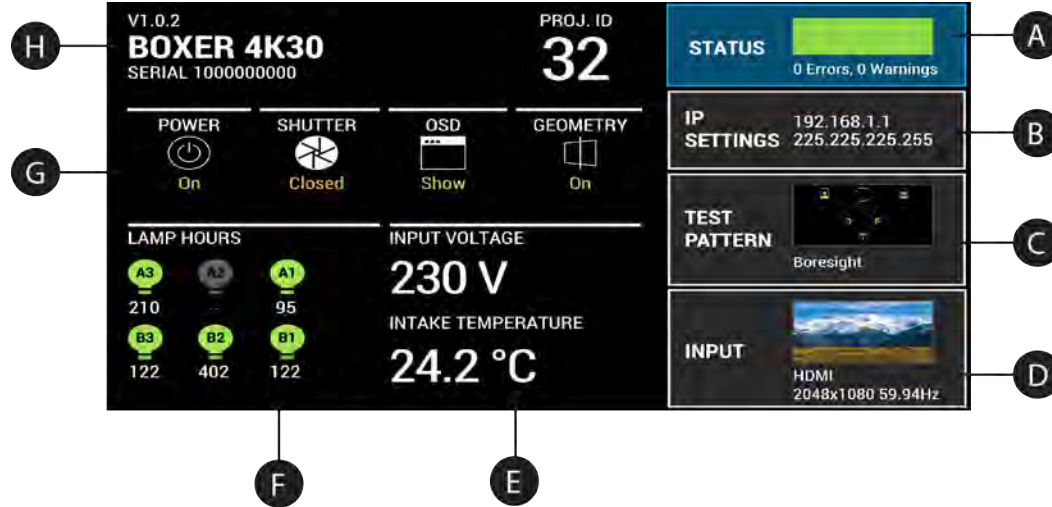 V1.0.2
BOXER 4K30
SERIAL 1000000000
PROJ. ID
32
STATUS
0 Errors, 0 Warnings
IP
SETTINGS
192.168.1.1
225.225.225.255
TEST
PATTERN
Boresight
INPUT
HDMI
2048x1080 59.94Hz
POWER
On
SHUTTER
Closed
OSD
Show
GEOMETRY
On
LAMP HOURS
A3 A2 A1
210 -- 95
B3 B2 B1
122 402 122
INPUT VOLTAGE
230 V
INTAKE TEMPERATURE
24.2 °C
A
B
C
D
E
F
G
H